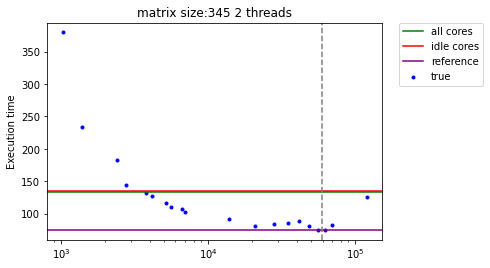 matrix size:345 2 threads
Execution time
350
300
250
200
150
100
10³
10⁴
10⁵
all cores
idle cores
reference
true